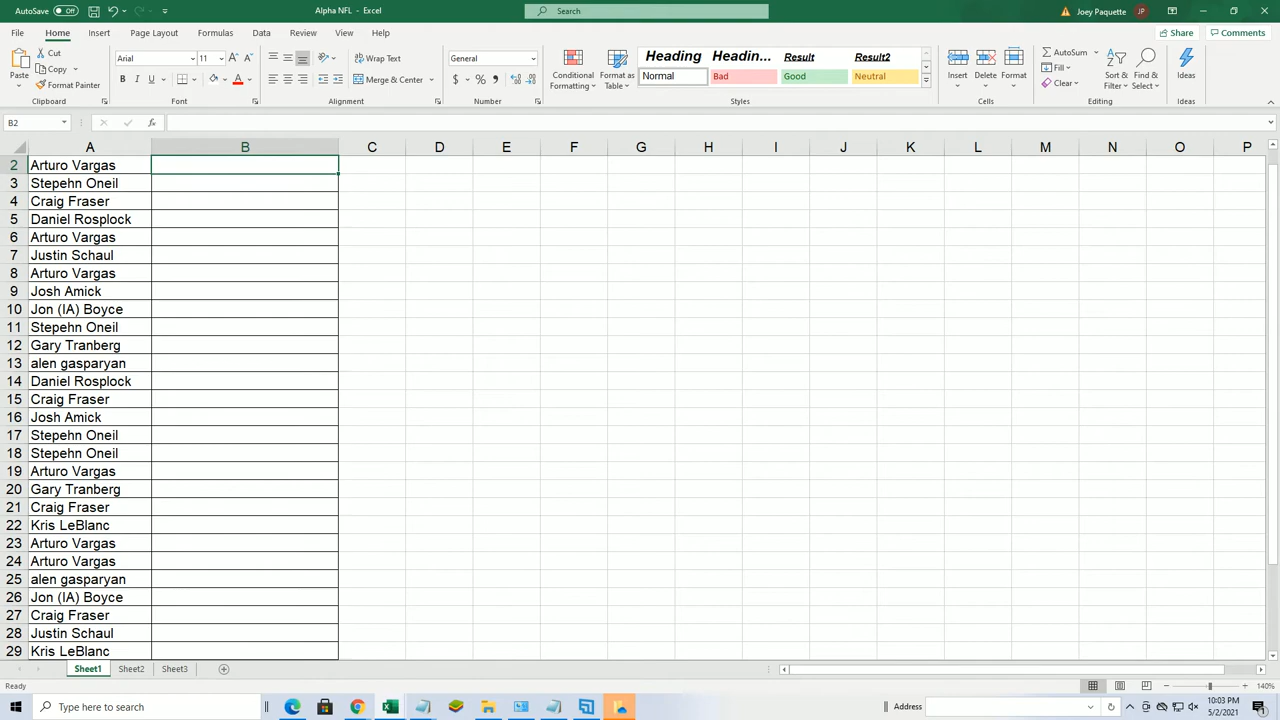 AutoSave Off Alpha NFL - Excel Search Joey Paquette JP
File Home Insert Page Layout Formulas Data Review View Help Share Comments
Paste Cut Copy Format Painter Clipboard
Arial 11 B I U Font
Wrap Text Merge & Center Alignment
General $ % , Number
Conditional Formatting Format as Table
Heading Headin... Result Result2
Normal Bad Good Neutral
Styles
Insert Delete Format Cells
AutoSum Fill Clear Sort & Filter Find & Select Editing
Ideas Ideas
B2 fx
A B C D E F G H I J K L M N O P
2 Arturo Vargas
3 Stepehn Oneil
4 Craig Fraser
5 Daniel Rosplock
6 Arturo Vargas
7 Justin Schaul
8 Arturo Vargas
9 Josh Amick
10 Jon (IA) Boyce
11 Stepehn Oneil
12 Gary Tranberg
13 alen gasparyan
14 Daniel Rosplock
15 Craig Fraser
16 Josh Amick
17 Stepehn Oneil
18 Stepehn Oneil
19 Arturo Vargas
20 Gary Tranberg
21 Craig Fraser
22 Kris LeBlanc
23 Arturo Vargas
24 Arturo Vargas
25 alen gasparyan
26 Jon (IA) Boyce
27 Craig Fraser
28 Justin Schaul
29 Kris LeBlanc
Sheet1 Sheet2 Sheet3
Ready 140%
Type here to search Address 10:03 PM
5/2/2021